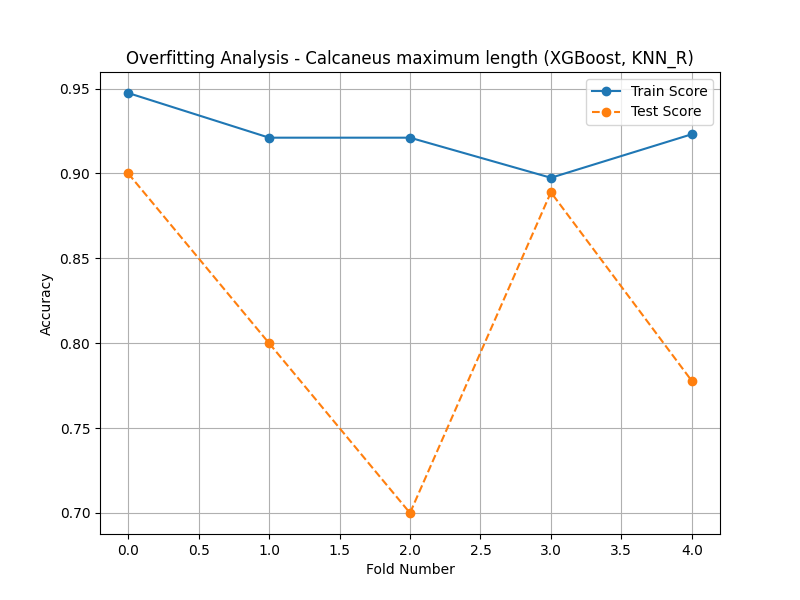 Overfitting Analysis - Calcaneus maximum length (XGBoost, KNN_R)
Train Score
Test Score
0.95
0.90
0.85
0.80
0.75
0.70
Accuracy
0.0 0.5 1.0 1.5 2.0 2.5 3.0 3.5 4.0
Fold Number